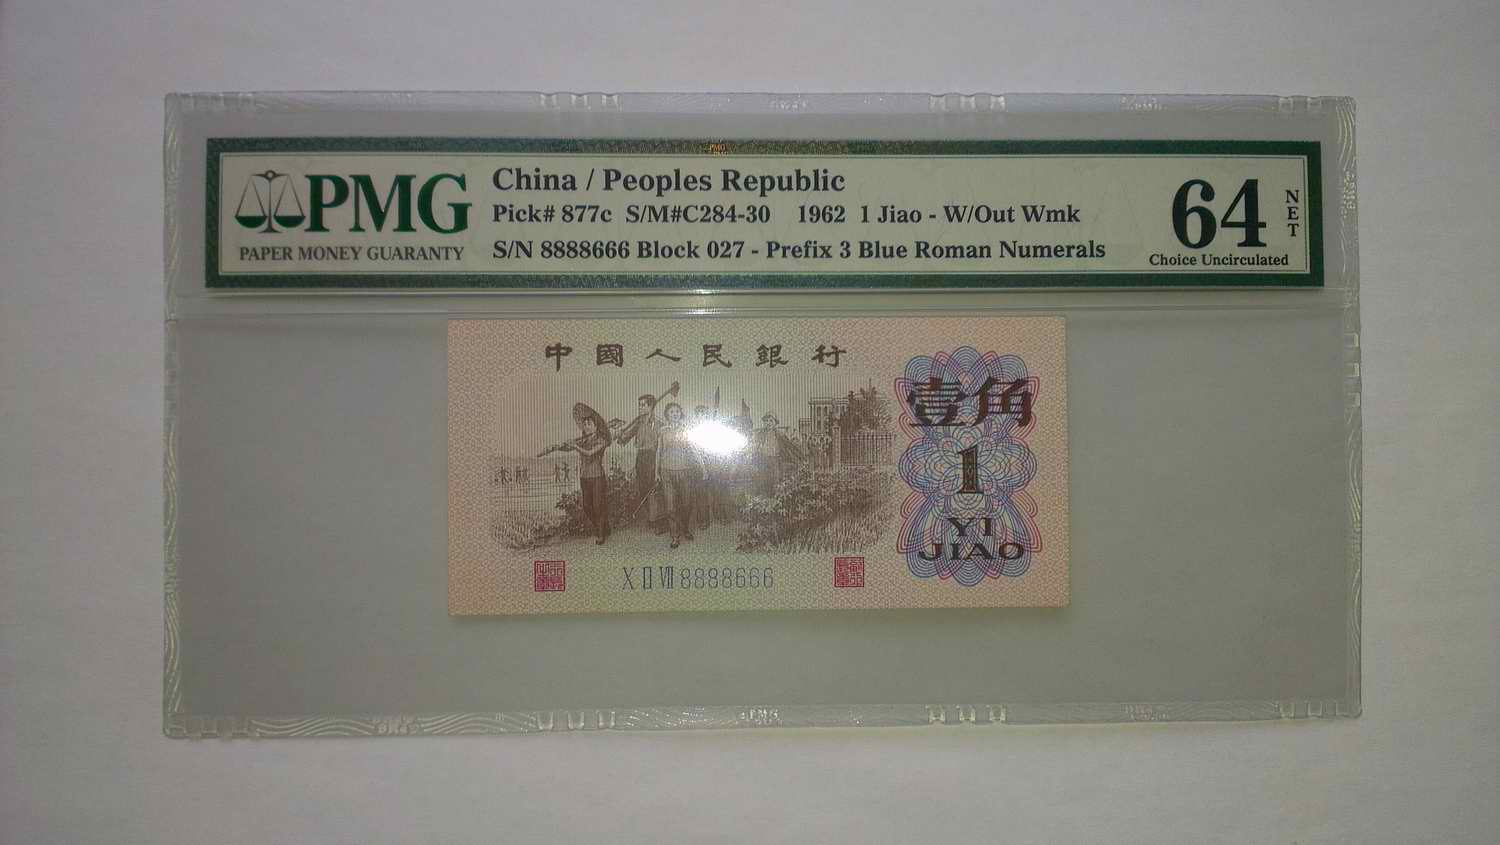 PMG
PAPER MONEY GUARANTY
China / Peoples Republic
Pick# 877c S/M#C284-30 1962 1 Jiao - W/Out Wmk
S/N 8888666 Block 027 - Prefix 3 Blue Roman Numerals
64
NET
Choice Uncirculated
中國人民銀行
壹角
1
YI
JIAO
X II VII 8888666
PMG